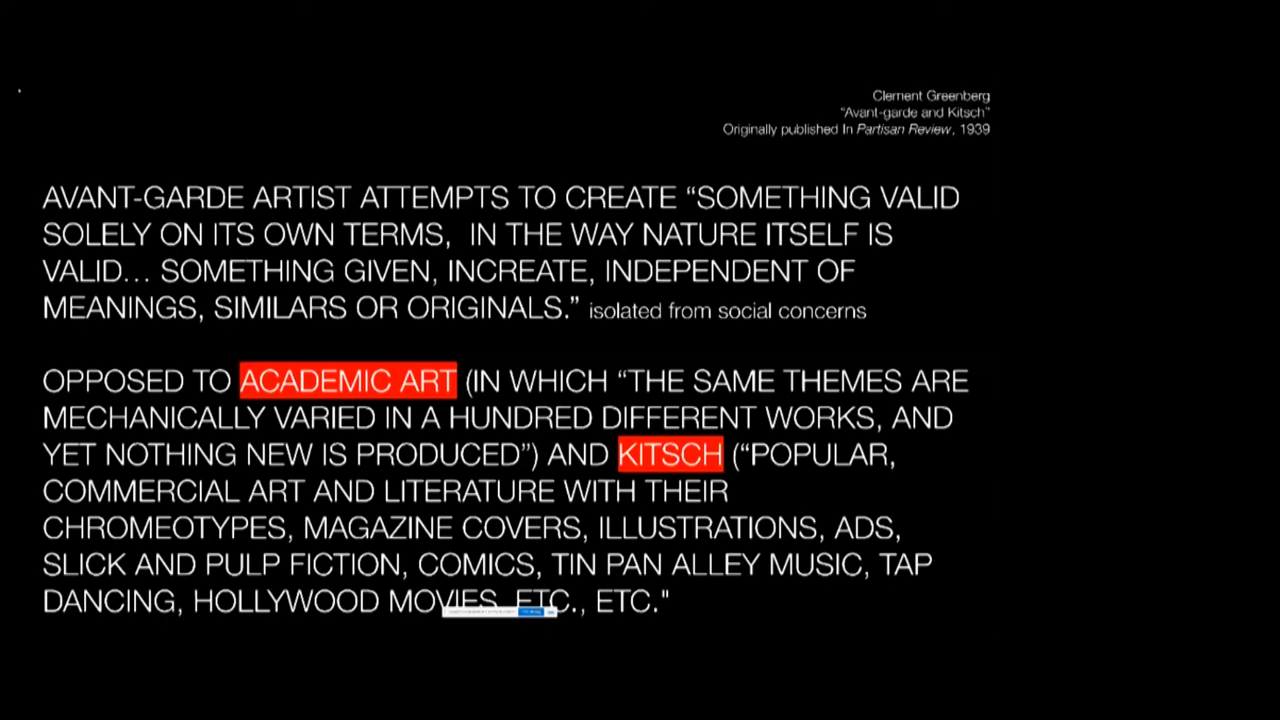 Clement Greenberg
“Avant-garde and Kitsch”
Originally published In Partisan Review, 1939
AVANT-GARDE ARTIST ATTEMPTS TO CREATE “SOMETHING VALID
SOLELY ON ITS OWN TERMS, IN THE WAY NATURE ITSELF IS
VALID… SOMETHING GIVEN, INCREATE, INDEPENDENT OF
MEANINGS, SIMILARS OR ORIGINALS.” isolated from social concerns
OPPOSED TO ACADEMIC ART (IN WHICH “THE SAME THEMES ARE
MECHANICALLY VARIED IN A HUNDRED DIFFERENT WORKS, AND
YET NOTHING NEW IS PRODUCED”) AND KITSCH (“POPULAR,
COMMERCIAL ART AND LITERATURE WITH THEIR
CHROMEOTYPES, MAGAZINE COVERS, ILLUSTRATIONS, ADS,
SLICK AND PULP FICTION, COMICS, TIN PAN ALLEY MUSIC, TAP
DANCING, HOLLYWOOD MOVIES, ETC., ETC."